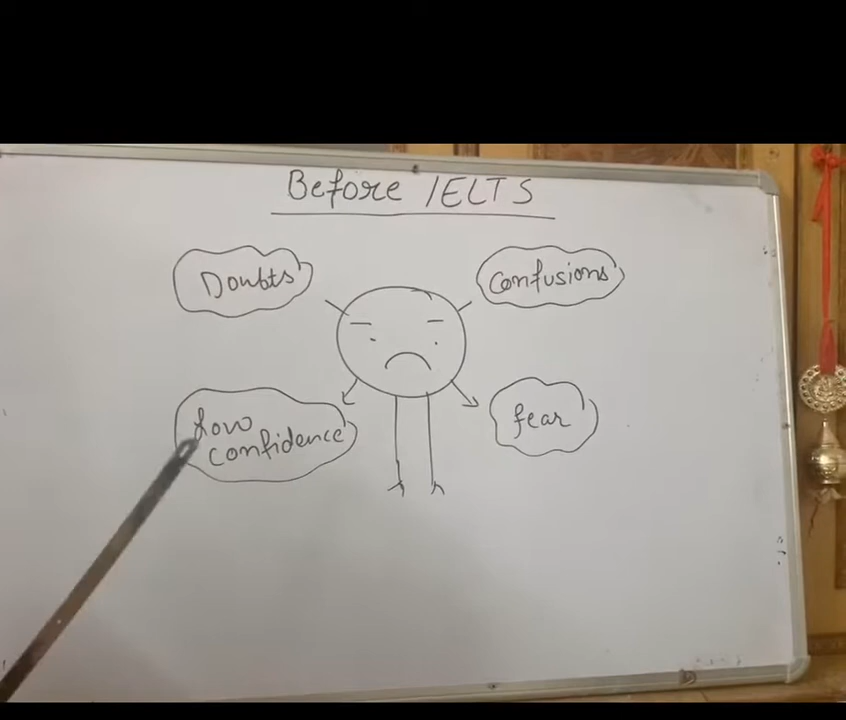 Before IELTS
Doubts
Confusions
Low
confidence
fear